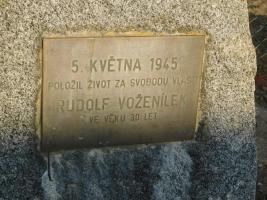 5. KVĚTNA 1945
POLOŽIL ŽIVOT ZA SVOBODU VLASTI
RUDOLF VOŽENÍLEK
VE VĚKU 30 LET